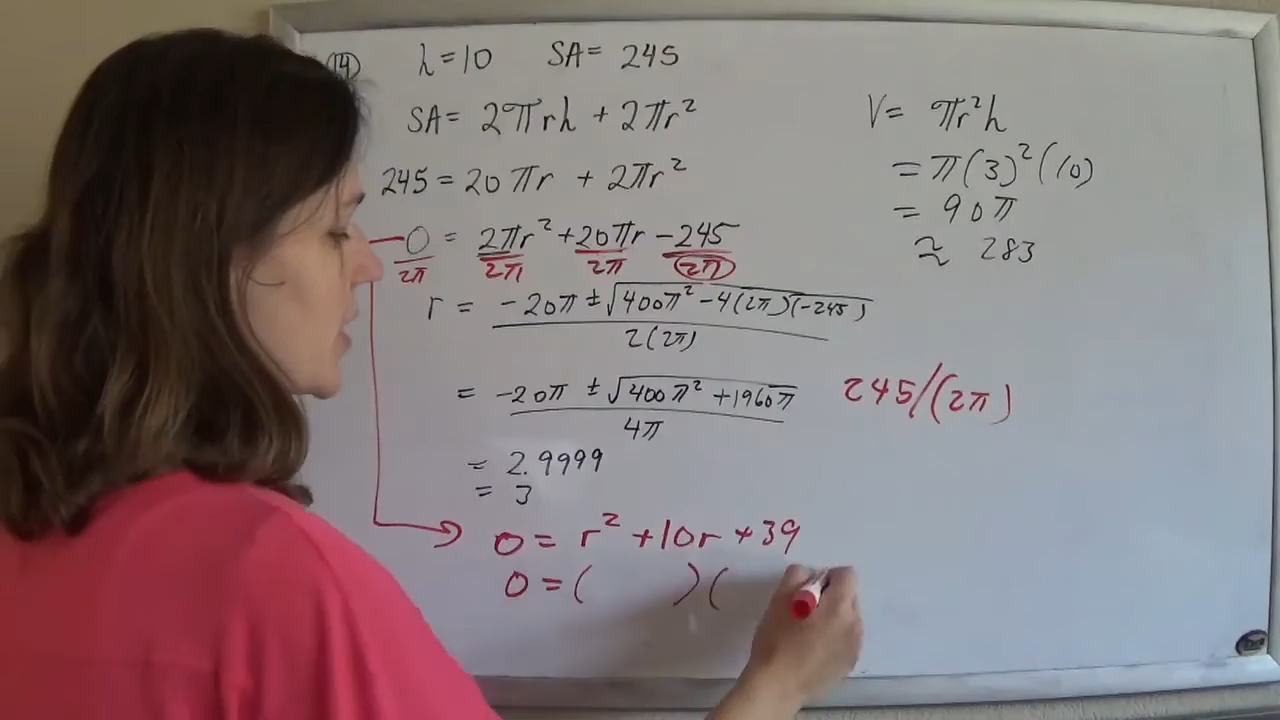 14) h=10 SA= 245
SA= 2πrh + 2πr²
245 = 20πr + 2πr²
0 = 2πr² + 20πr - 245
2π 2π 2π (2π)
r = -20π ± √400π² - 4(2π)(-245)
2(2π)
= -20π ± √400π² + 1960π
4π
= 2.9999
= 3
0 = r² + 10r + 39
0 = ( )(
V= πr²h
= π(3)²(10)
= 90π
≈ 283
245/(2π)